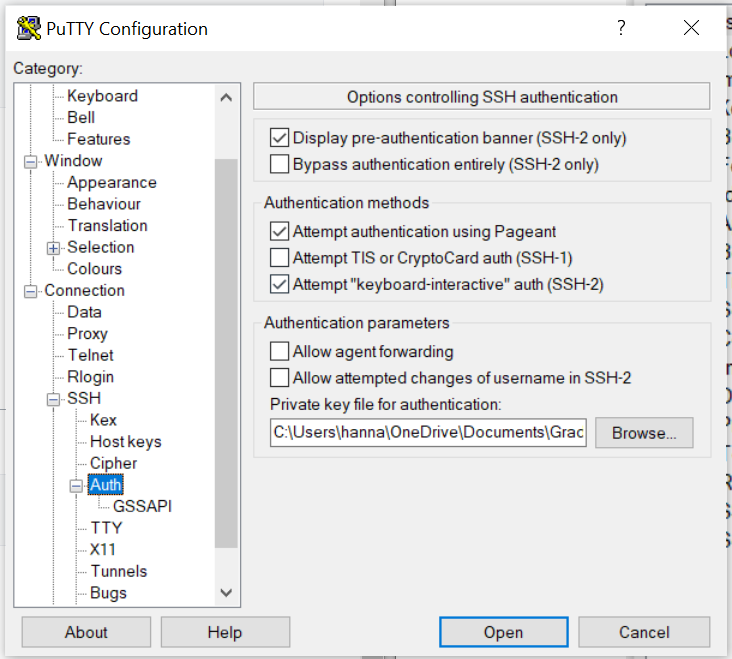 PuTTY Configuration
?
Category:
Keyboard
Bell
Features
Window
Appearance
Behaviour
Translation
Selection
Colours
Connection
Data
Proxy
Telnet
Rlogin
SSH
Kex
Host keys
Cipher
Auth
GSSAPI
TTY
X11
Tunnels
Bugs
Options controlling SSH authentication
Display pre-authentication banner (SSH-2 only)
Bypass authentication entirely (SSH-2 only)
Authentication methods
Attempt authentication using Pageant
Attempt TIS or CryptoCard auth (SSH-1)
Attempt "keyboard-interactive" auth (SSH-2)
Authentication parameters
Allow agent forwarding
Allow attempted changes of username in SSH-2
Private key file for authentication:
C:\Users\hanna\OneDrive\Documents\Grac
Browse...
About
Help
Open
Cancel